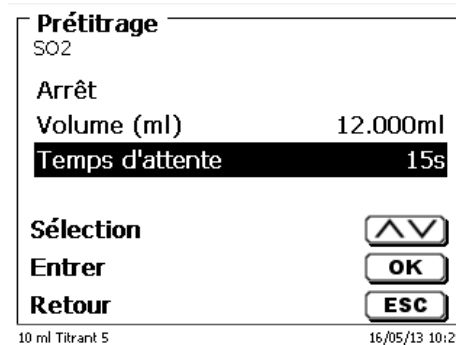 Prétitrage
SO2
Arrêt
Volume (ml) 12.000ml
Temps d'attente 15s
Sélection
Entrer OK
Retour ESC
10 ml Titrant 5 16/05/13 10:2